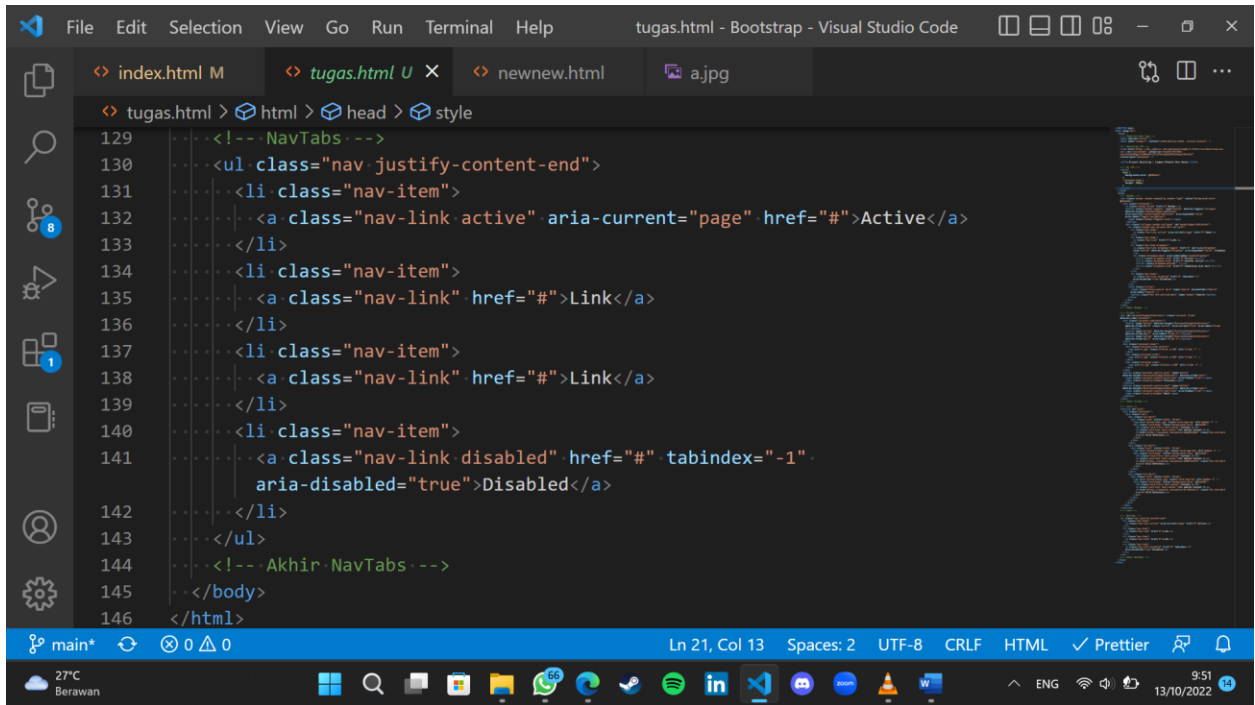 File Edit Selection View Go Run Terminal Help tugas.html - Bootstrap - Visual Studio Code
index.html M tugas.html U newnew.html a.jpg
tugas.html > html > head > style
129 <!-- NavTabs -->
130 <ul class="nav justify-content-end">
131 <li class="nav-item">
132 <a class="nav-link active" aria-current="page" href="#">Active</a>
133 </li>
134 <li class="nav-item">
135 <a class="nav-link" href="#">Link</a>
136 </li>
137 <li class="nav-item">
138 <a class="nav-link" href="#">Link</a>
139 </li>
140 <li class="nav-item">
141 <a class="nav-link disabled" href="#" tabindex="-1"
aria-disabled="true">Disabled</a>
142 </li>
143 </ul>
144 <!-- Akhir NavTabs -->
145 </body>
146 </html>
8
1
main* 0 0 Ln 21, Col 13 Spaces: 2 UTF-8 CRLF HTML Prettier
27°C
Berawan
66
in
zoom
W
ENG
9:51
13/10/2022
14